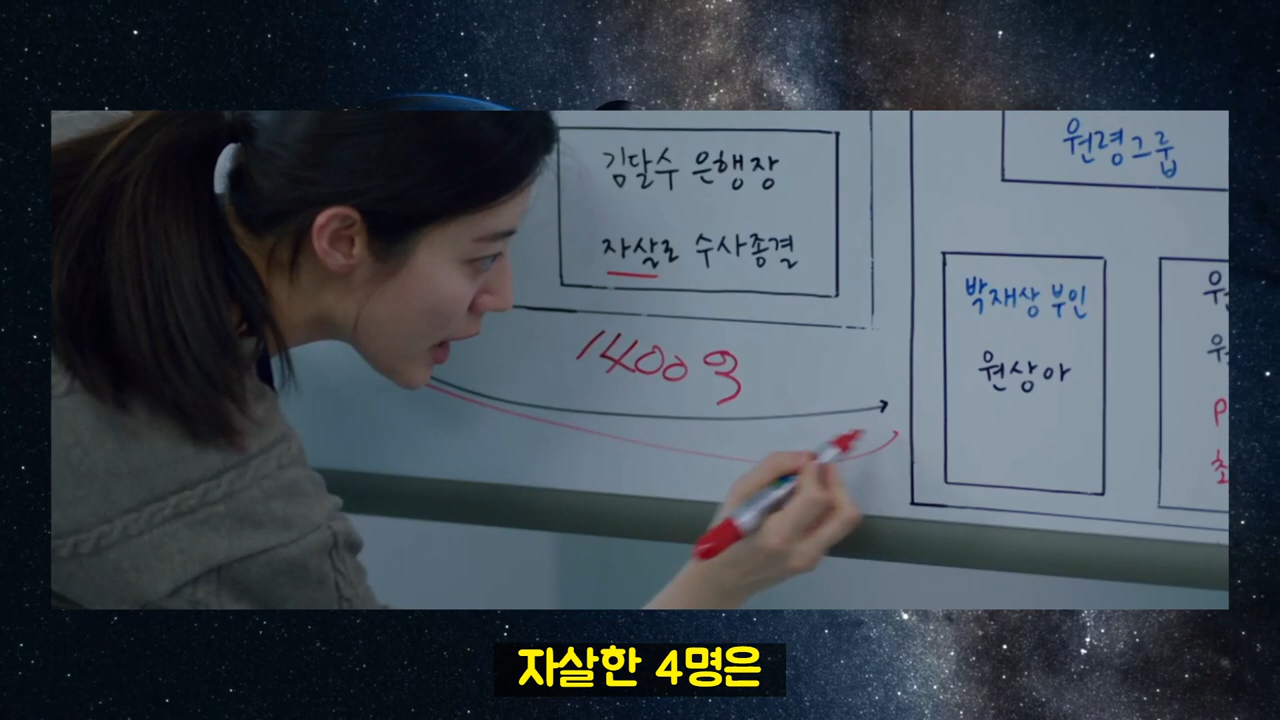 김달수 은행장
자살로 수사종결
1400억
원령그룹
박재상 부인
원상아
자살한 4명은